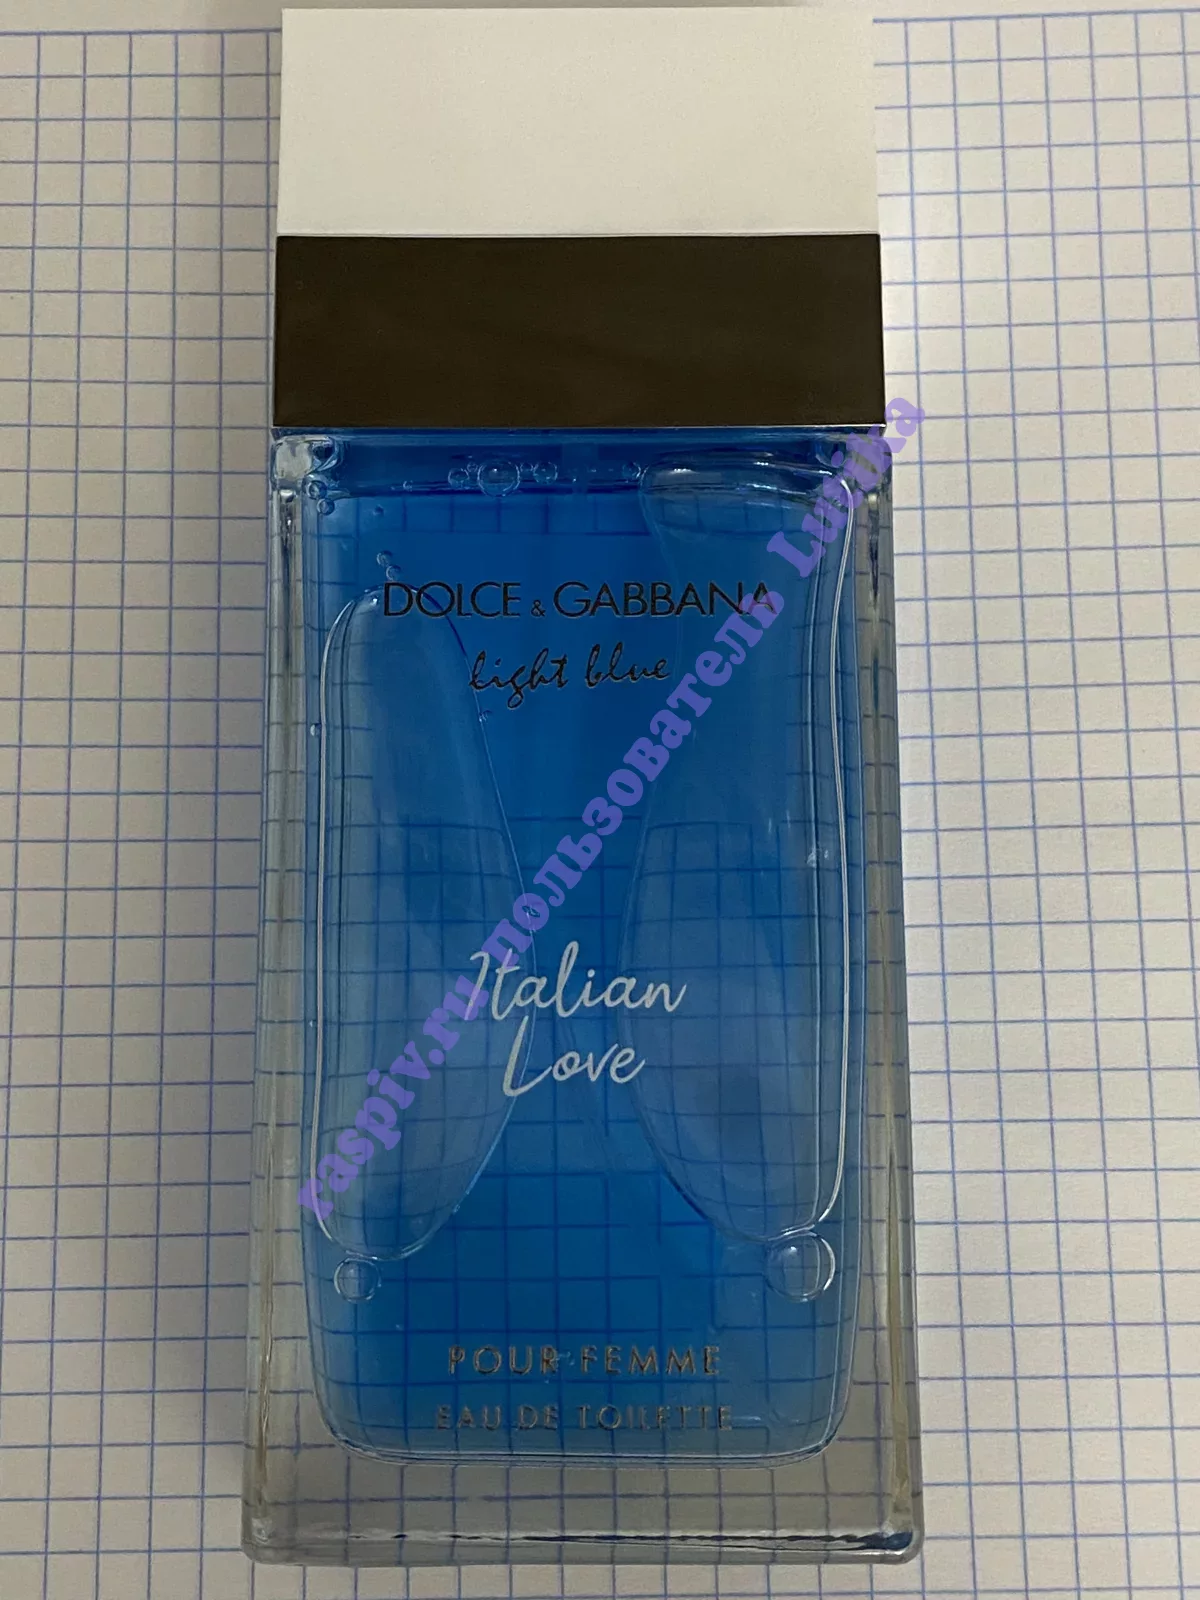 DOLCE & GABBANA
light blue
Italian
Love
POUR FEMME
EAU DE TOILETTE
raspiv.ru пользователь